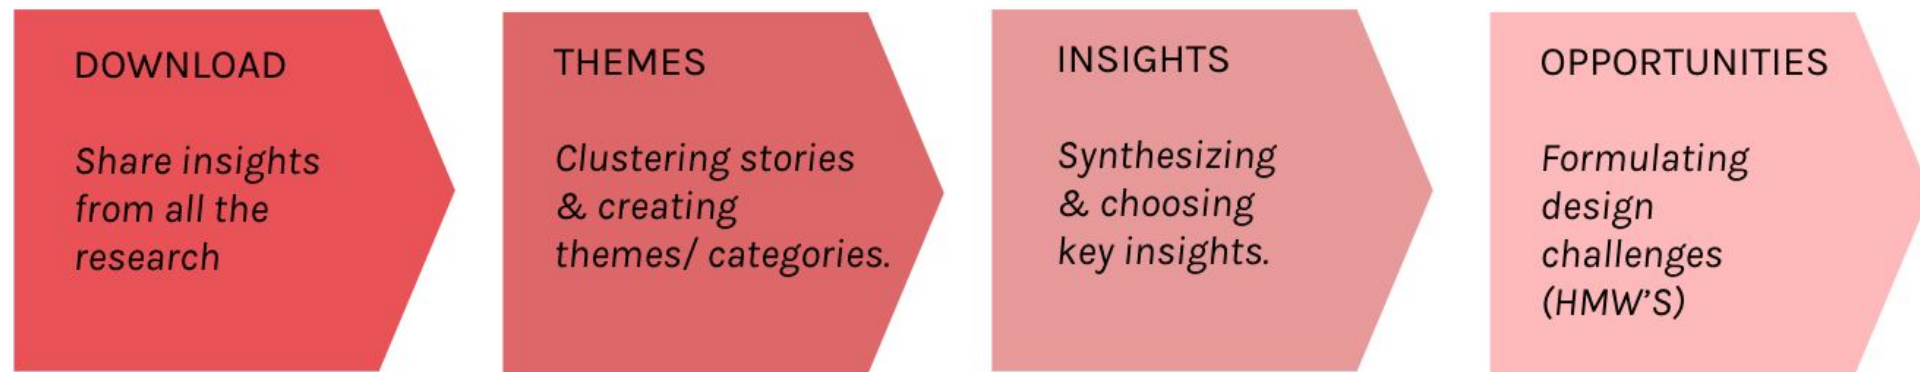 DOWNLOAD
Share insights
from all the
research
THEMES
Clustering stories
& creating
themes/ categories.
INSIGHTS
Synthesizing
& choosing
key insights.
OPPORTUNITIES
Formulating
design
challenges
(HMW'S)